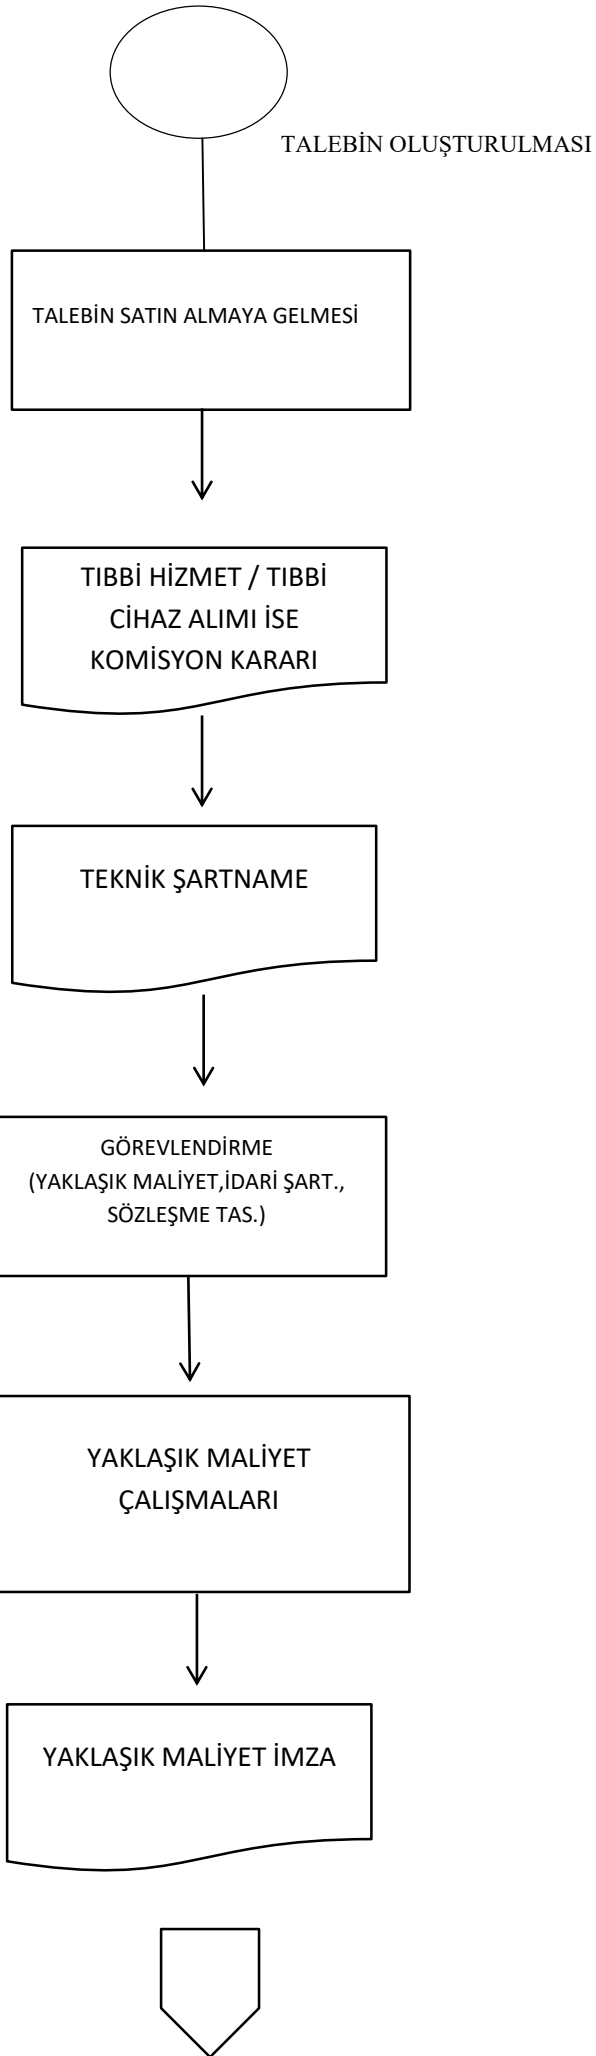 TALEBİN OLUŞTURULMASI
TALEBİN SATIN ALMAYA GELMESİ
TIBBİ HİZMET / TIBBİ
CİHAZ ALIMI İSE
KOMİSYON KARARI
TEKNİK ŞARTNAME
GÖREVLENDİRME
(YAKLAŞIK MALİYET,İDARİ ŞART.,
SÖZLEŞME TAS.)
YAKLAŞIK MALİYET
ÇALIŞMALARI
YAKLAŞIK MALİYET İMZA